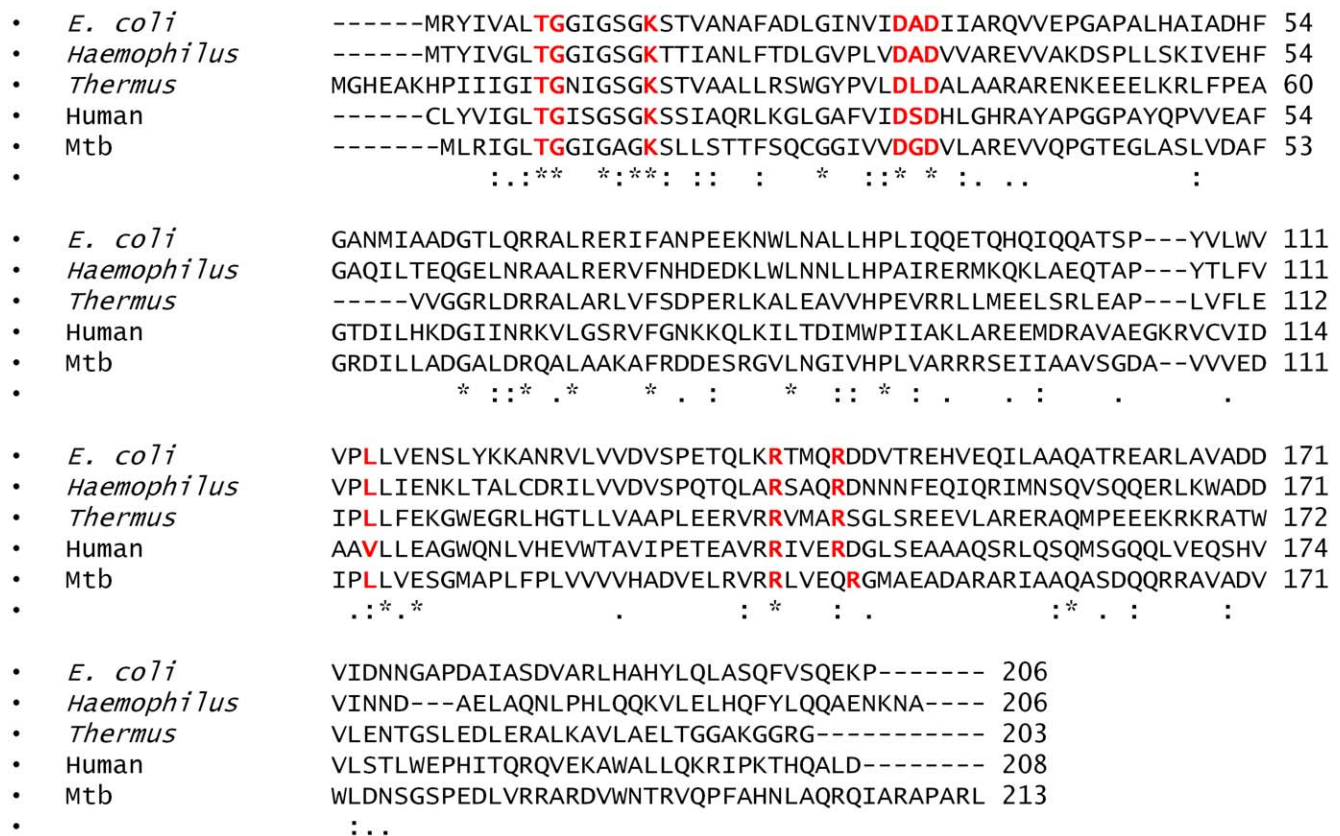 • E. coli ------MRYIVALTGGIGSGKSTVANAFADLGINVIDADIIARQVVEPGAPALHAIADHF 54
• Haemophilus ------MTYIVGLTGGIGSGKTTIANLFTDLGVPLVDADVVAREVVAKDSPLLSKIVEHF 54
• Thermus MGHEAKHPIIIGITGNIGSGKSTVAALLRSWGYPVLDLDALAARARENKEEELKRLFPEA 60
• Human ------CLYVIGLTGISGSGKSSIAQRLKGLGAFVIDSDHLGHRAYAPGGPAYQPVVEAF 54
• Mtb -------MLRIGLTGGIGAGKSLLSTTFSQCGGIVVDGDVLAREVVQPGTEGLASLVDAF 53
• :.:** *:**: :: : * ::* * :. .. :
• E. coli GANMIAADGTLQRRALRERIFANPEEKNWLNALLHPLIQQETQHQIQQATSP---YVLWV 111
• Haemophilus GAQILTEQGELNRAALRERVFNHDEDKLWLNNLLHPAIRERMKQKLAEQTAP---YTLFV 111
• Thermus -----VVGGRLDRRALARLVFSDPERLKALEAVVHPEVRRLLMEELSRLEAP---LVFLE 112
• Human GTDILHKDGIINRKVLGSRVFGNKKQLKILTDIMWPIIAKLAREEMDRAVAEGKRVCVID 114
• Mtb GRDILLADGALDRQALAAKAFRDDESRGVLNGIVHPLVARRRSEIIAAVSGDA--VVVED 111
• * ::* .* * . : * :: * : . . : . .
• E. coli VPLLVENSLYKKANRVLVVDVSPETQLKRTMQRDDVTREHVEQILAAQATREARLAVADD 171
• Haemophilus VPLLIENKLTALCDRILVVDVSPQTQLARSAQRDNNNFEQIQRIMNSQVSQQERLKWADD 171
• Thermus IPLLFEKGWEGRLHGTLLVAAPLEERVRRVMARSGLSREEVLARERAQMPEEEKRKRATW 172
• Human AAVLLEAGWQNLVHEVWTAVIPETEAVRRIVERDGLSEAAAQSRLQSQMSGQQLVEQSHV 174
• Mtb IPLLVESGMAPLFPLVVVVHADVELRVRRLVEQRGMAEADARARIAAQASDQQRRAVADV 171
• .:*.* . : * : . :* . : :
• E. coli VIDNNGAPDAIASDVARLHAHYLQLASQFVSQEKP------- 206
• Haemophilus VINND---AELAQNLPHLQQKVLELHQFYLQQAENKNA---- 206
• Thermus VLENTGSLEDLERALKAVLAELTGGAKGGRG----------- 203
• Human VLSTLWEPHITQRQVEKAWALLQKRIPKTHQALD-------- 208
• Mtb WLDNSGSPEDLVRRARDVWNTRVQPFAHNLAQRQIARAPARL 213
• :..